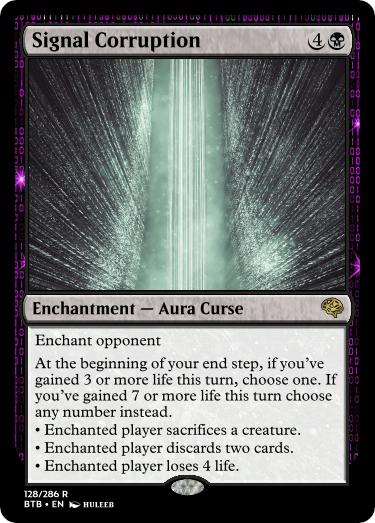 Signal Corruption 4
Enchantment — Aura Curse
Enchant opponent
At the beginning of your end step, if you've
gained 3 or more life this turn, choose one. If
you've gained 7 or more life this turn choose
any number instead.
• Enchanted player sacrifices a creature.
• Enchanted player discards two cards.
• Enchanted player loses 4 life.
128/286 R
BTB • EN HULEEB